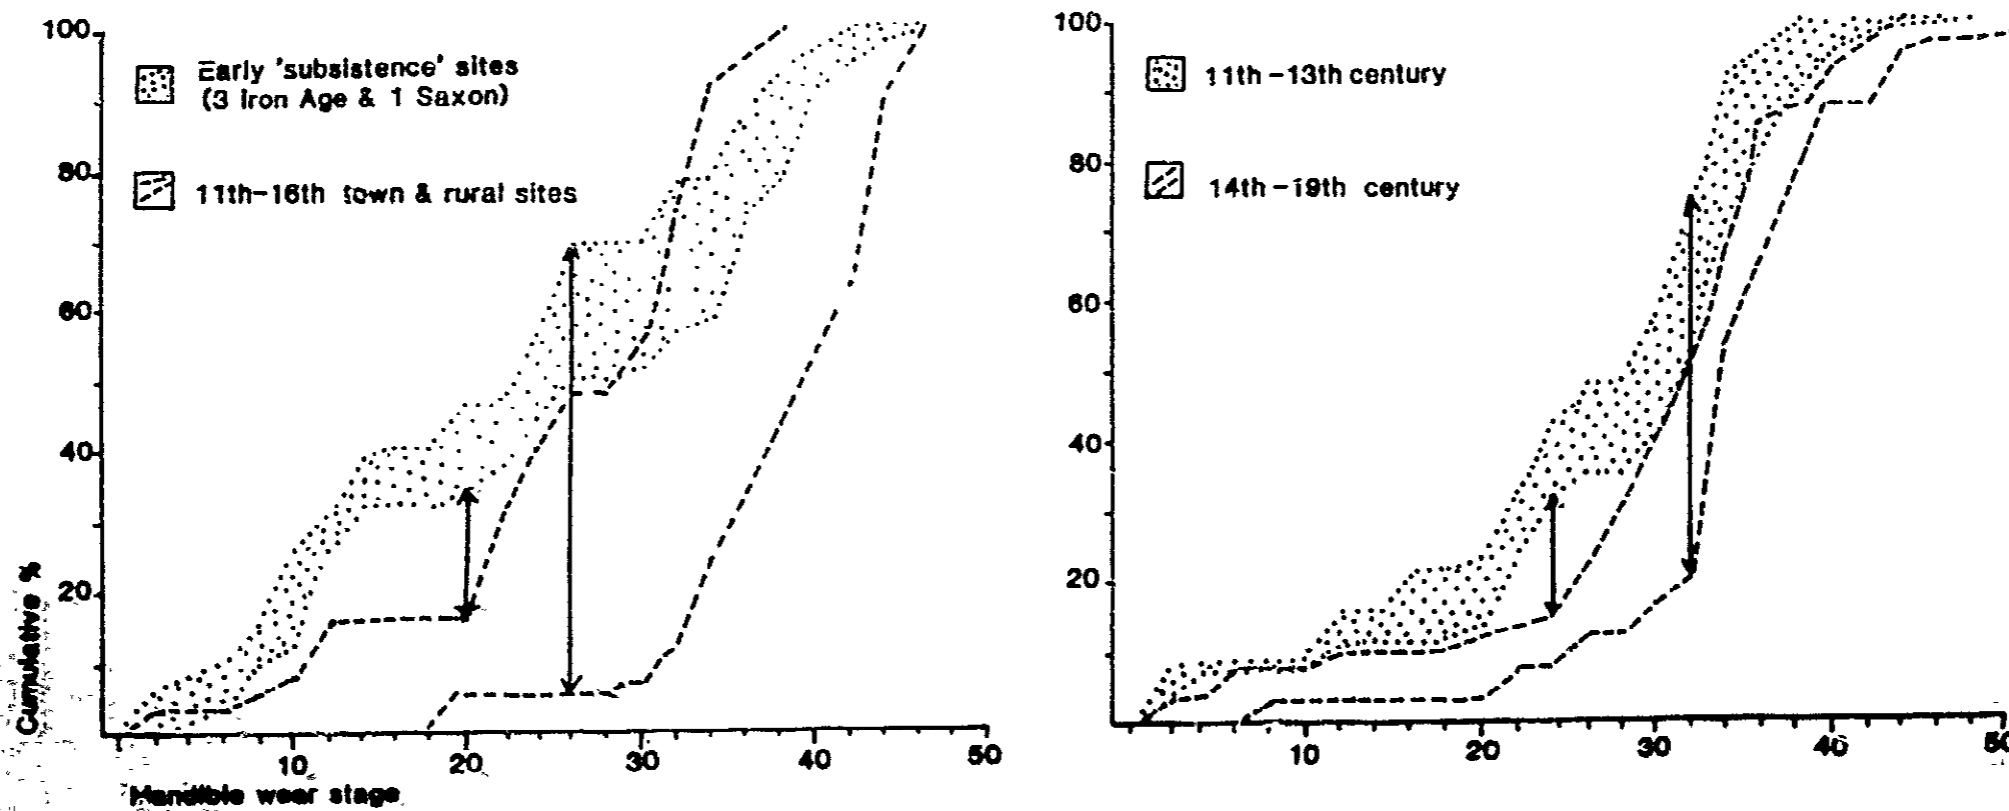 100
Early 'subsistence' sites
(3 Iron Age & 1 Saxon)
80
11th-16th town & rural sites
60
40
20
Cumulative %
10 20 30 40 50
Mandible wear stage
100
11th-13th century
80
14th-19th century
60
40
20
10 20 30 40 50